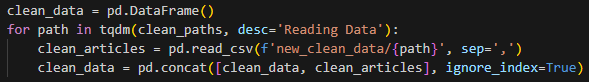 clean_data = pd.DataFrame()
for path in tqdm(clean_paths, desc='Reading Data'):
    clean_articles = pd.read_csv(f'new_clean_data/{path}', sep=',')
    clean_data = pd.concat([clean_data, clean_articles], ignore_index=True)